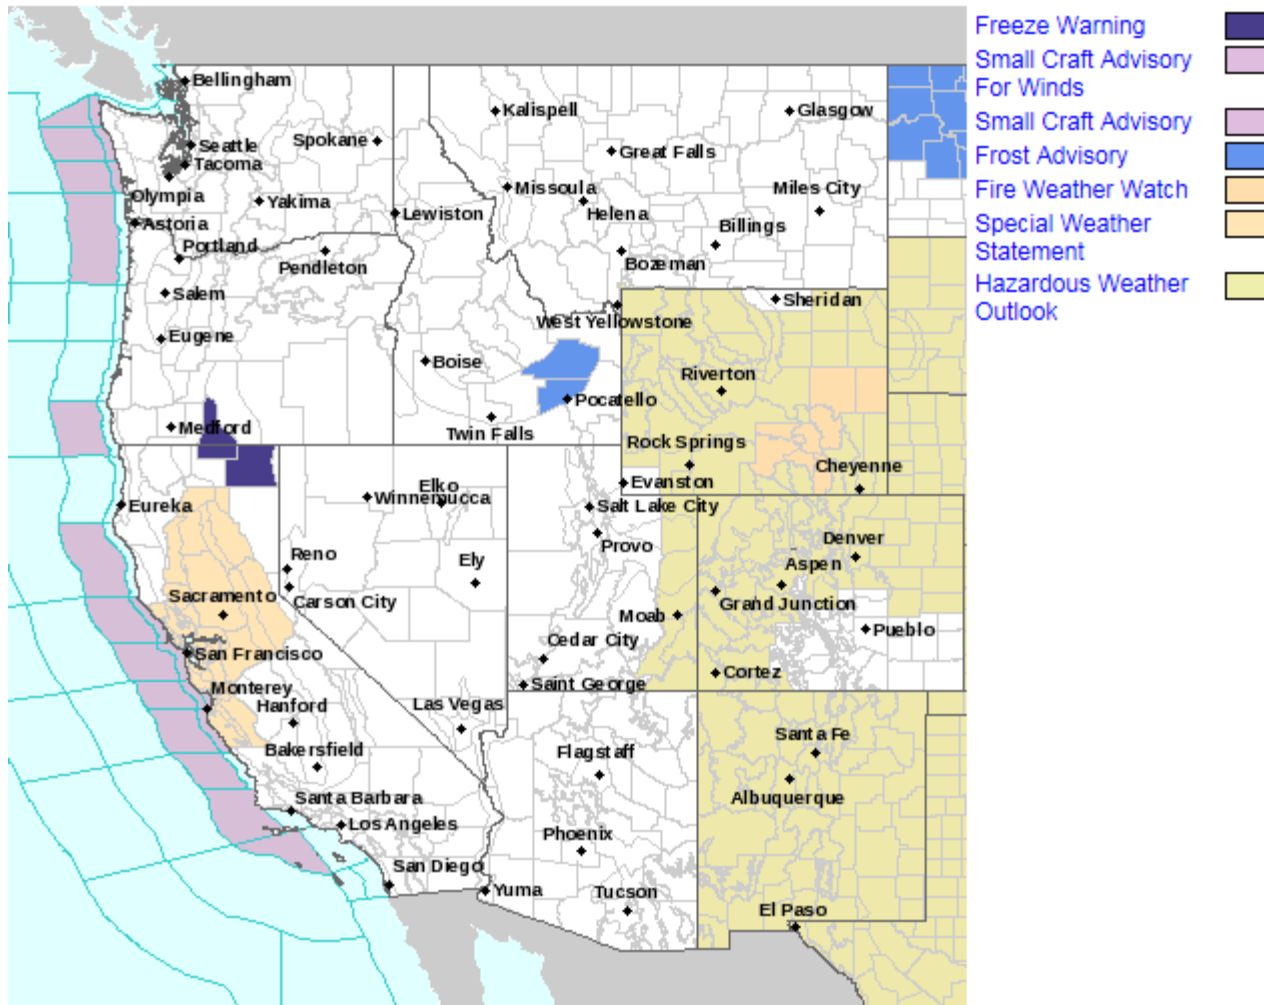 Freeze Warning
Small Craft Advisory
For Winds
Small Craft Advisory
Frost Advisory
Fire Weather Watch
Special Weather
Statement
Hazardous Weather
Outlook
Bellingham
Kalispell
Glasgow
Seattle
Spokane
Tacoma
Great Falls
Olympia
Missoula
Miles City
Yakima
Lewiston
Helena
Astoria
Billings
Portland
Pendleton
Bozeman
Salem
Sheridan
West Yellowstone
Eugene
Boise
Riverton
Pocatello
Medford
Twin Falls
Rock Springs
Cheyenne
Evanston
Elko
Winnemucca
Eureka
Salt Lake City
Provo
Denver
Reno
Ely
Aspen
Sacramento
Carson City
Grand Junction
Moab
Pueblo
Cedar City
San Francisco
Cortez
Saint George
Monterey
Hanford
Las Vegas
Santa Fe
Bakersfield
Flagstaff
Albuquerque
Santa Barbara
Los Angeles
Phoenix
San Diego
Yuma
Tucson
El Paso